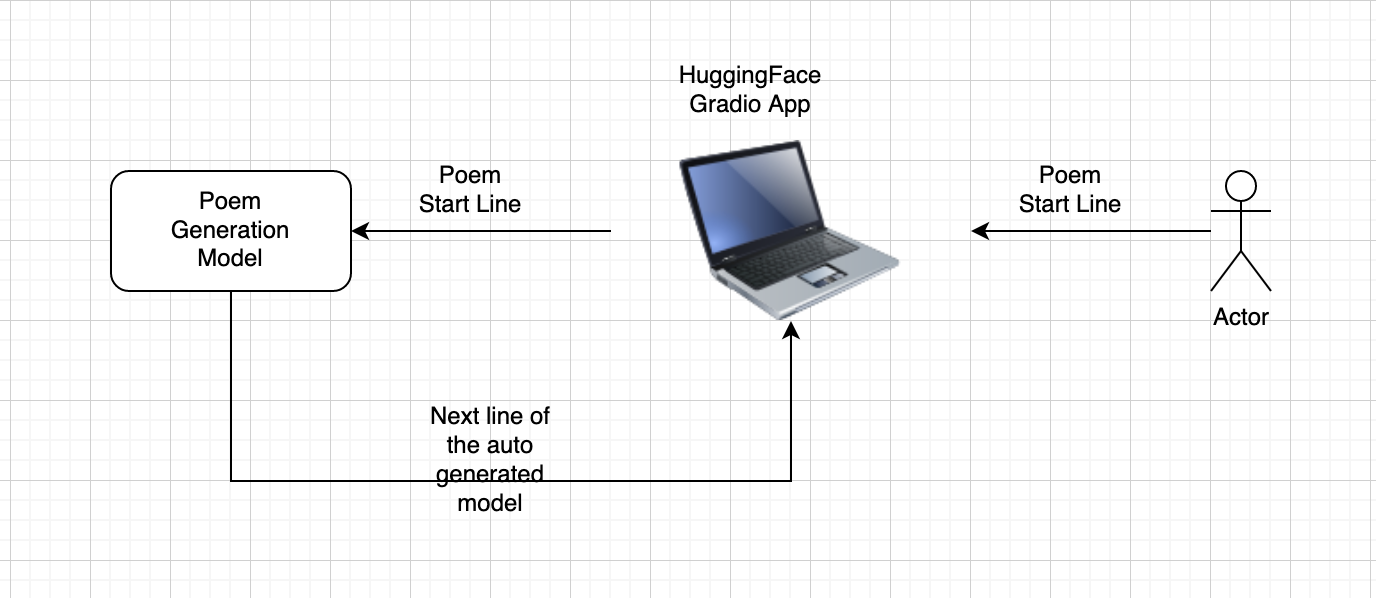 HuggingFace
Gradio App
Poem
Generation
Model
Poem
Start Line
Poem
Start Line
Actor
Next line of
the auto
generated
model